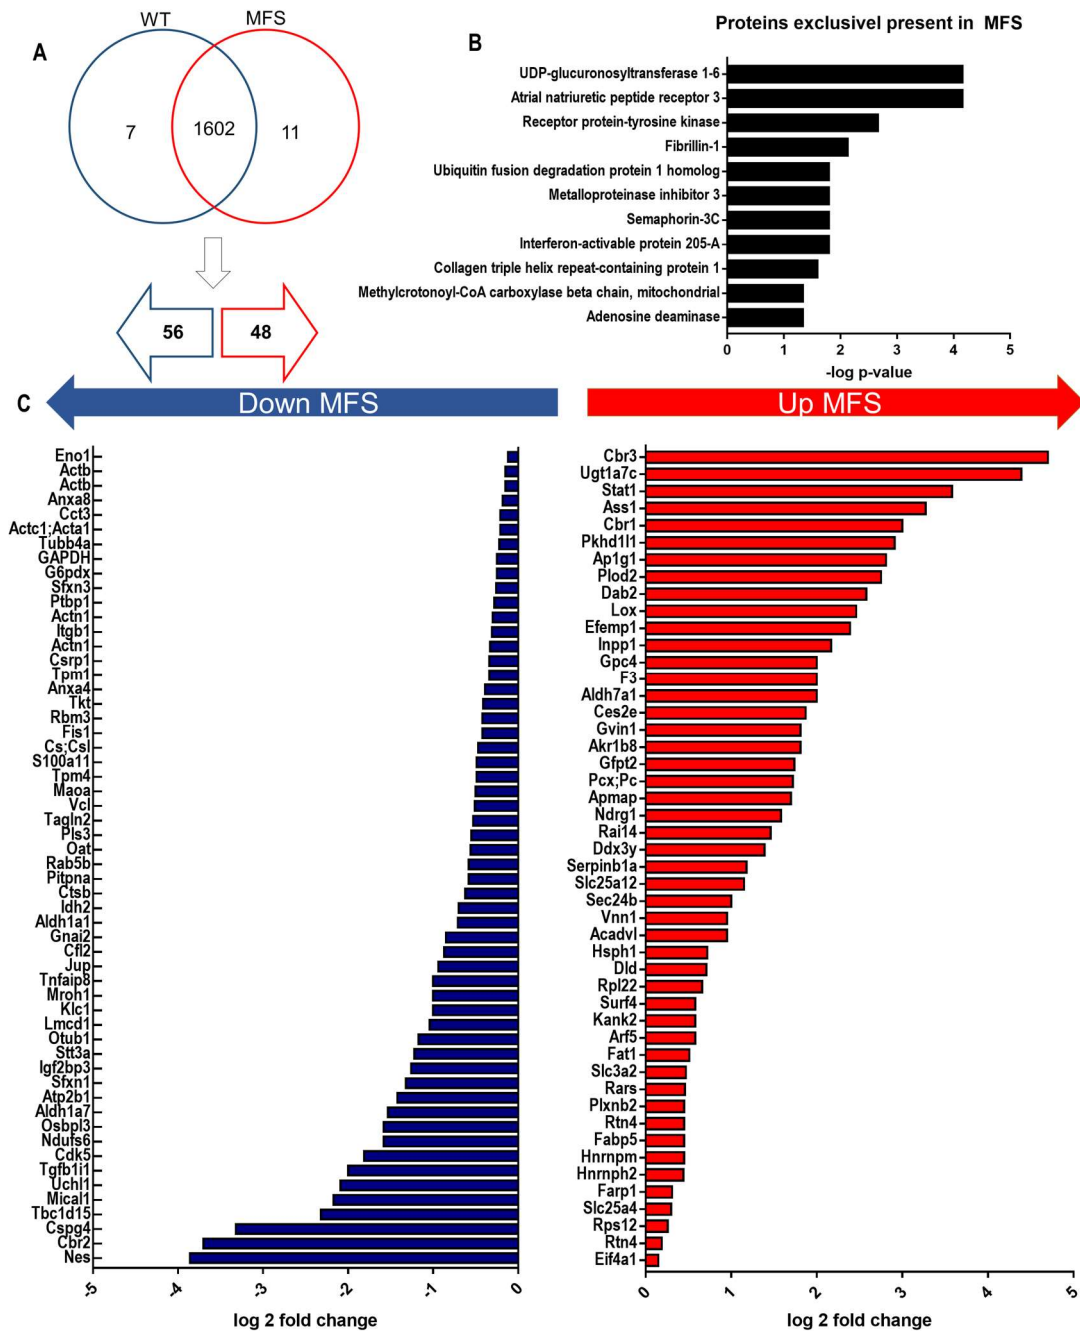 WT
MFS
A
7
1602
11
56
48
B
Proteins exclusivel present in MFS
UDP-glucuronosyltransferase 1-6
Atrial natriuretic peptide receptor 3
Receptor protein-tyrosine kinase
Fibrillin-1
Ubiquitin fusion degradation protein 1 homolog
Metalloproteinase inhibitor 3
Semaphorin-3C
Interferon-activable protein 205-A
Collagen triple helix repeat-containing protein 1
Methylcrotonoyl-CoA carboxylase beta chain, mitochondrial
Adenosine deaminase
0 1 2 3 4 5
-log p-value
C
Down MFS
Eno1
Actb
Actb
Anxa8
Cct3
Actc1;Acta1
Tubb4a
GAPDH
G6pdx
Sfxn3
Ptbp1
Actn1
Itgb1
Actn1
Csrp1
Tpm1
Anxa4
Tkt
Rbm3
Fis1
Cs;Csl
S100a11
Tpm4
Maoa
Vcl
Tagln2
Pls3
Oat
Rab5b
Pitpna
Ctsb
Idh2
Aldh1a1
Gnai2
Cfl2
Jup
Tnfaip8
Mroh1
Klc1
Lmcd1
Otub1
Stt3a
Igf2bp3
Sfxn1
Atp2b1
Aldh1a7
Osbpl3
Ndufs6
Cdk5
Tgfb1i1
Uchl1
Mical1
Tbc1d15
Cspg4
Cbr2
Nes
-5 -4 -3 -2 -1 0
log 2 fold change
Up MFS
Cbr3
Ugt1a7c
Stat1
Ass1
Cbr1
Pkhd1l1
Ap1g1
Plod2
Dab2
Lox
Efemp1
Inpp1
Gpc4
F3
Aldh7a1
Ces2e
Gvin1
Akr1b8
Gfpt2
Pcx;Pc
Apmap
Ndrg1
Rai14
Ddx3y
Serpinb1a
Slc25a12
Sec24b
Vnn1
Acadvl
Hsph1
Dld
Rpl22
Surf4
Kank2
Arf5
Fat1
Slc3a2
Rars
Plxnb2
Rtn4
Fabp5
Hnrnpm
Hnrnph2
Farp1
Slc25a4
Rps12
Rtn4
Eif4a1
0 1 2 3 4 5
log 2 fold change